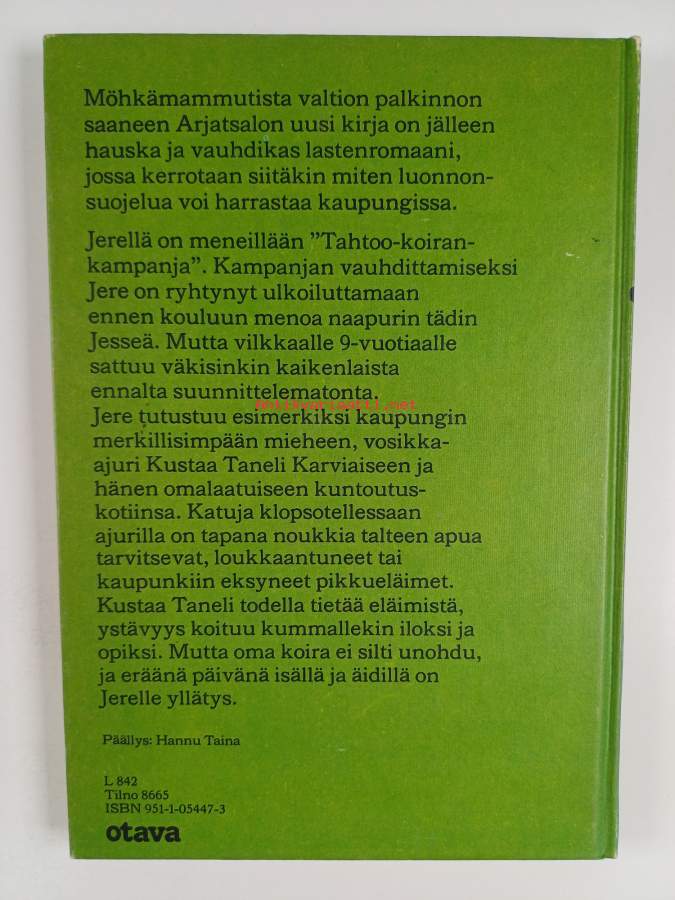 Möhkämammutista valtion palkinnon
saaneen Arjatsalon uusi kirja on jälleen
hauska ja vauhdikas lastenromaani,
jossa kerrotaan siitäkin miten luonnon-
suojelua voi harrastaa kaupungissa.
Jerellä on meneillään ”Tahtoo-koiran-
kampanja”. Kampanjan vauhdittamiseksi
Jere on ryhtynyt ulkoiluttamaan
ennen kouluun menoa naapurin tädin
Jesseä. Mutta vilkkaalle 9-vuotiaalle
sattuu väkisinkin kaikenlaista
ennalta suunnittelematonta.
antikvariaatti.net
Jere tutustuu esimerkiksi kaupungin
merkillisimpään mieheen, vosikka-
ajuri Kustaa Taneli Karviaiseen ja
hänen omalaatuiseen kuntoutus-
kotiinsa. Katuja klopsotellessaan
ajurilla on tapana noukkia talteen apua
tarvitsevat, loukkaantuneet tai
kaupunkiin eksyneet pikkueläimet.
Kustaa Taneli todella tietää eläimistä,
ystävyys koituu kummallekin iloksi ja
opiksi. Mutta oma koira ei silti unohdu,
ja eräänä päivänä isällä ja äidillä on
Jerelle yllätys.
Päällys: Hannu Taina
L 842
Tilno 8665
ISBN 951-1-05447-3
otava